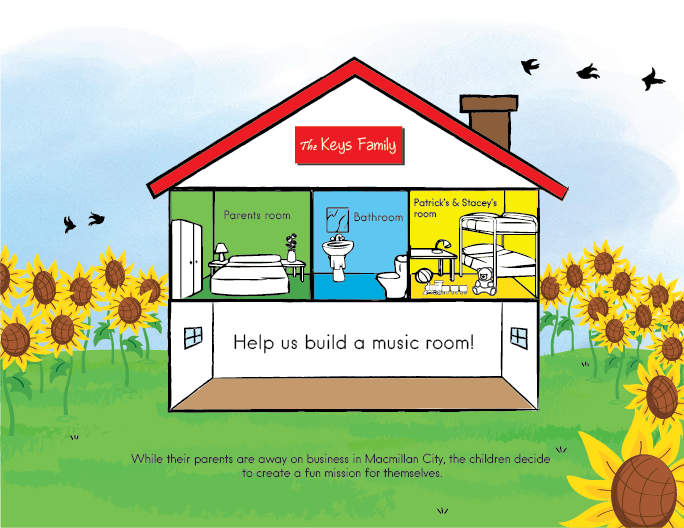 The Keys Family
Parents room
Bathroom
Patrick's & Stacey's
room
Help us build a music room!
While their parents are away on business in Macmillan City, the children decide
to create a fun mission for themselves.